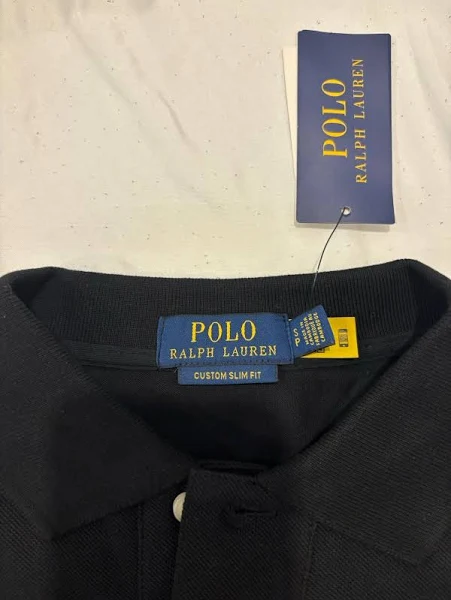 POLO
RALPH LAUREN
POLO
RALPH LAUREN
CUSTOM SLIM FIT
S
P